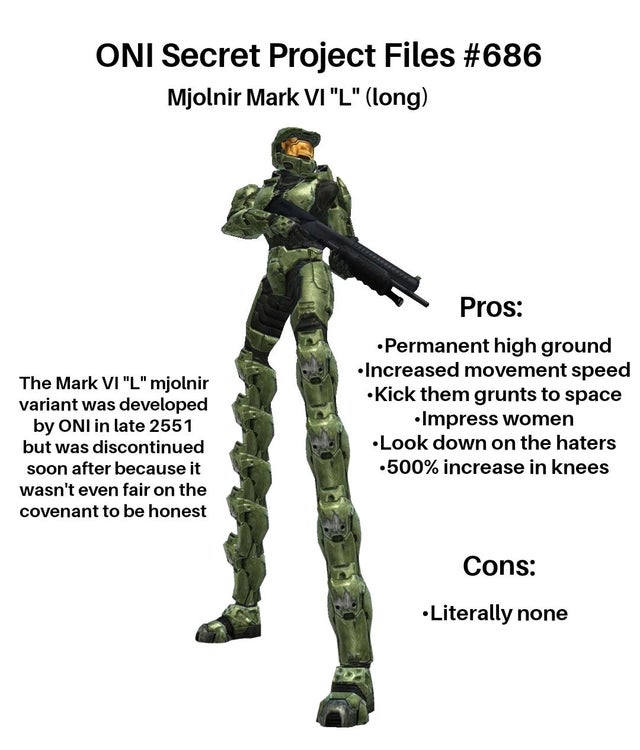 ONI Secret Project Files #686
Mjolnir Mark VI "L" (long)
The Mark VI "L" mjolnir
variant was developed
by ONI in late 2551
but was discontinued
soon after because it
wasn't even fair on the
covenant to be honest
Pros:
•Permanent high ground
•Increased movement speed
•Kick them grunts to space
•Impress women
•Look down on the haters
•500% increase in knees
Cons:
•Literally none